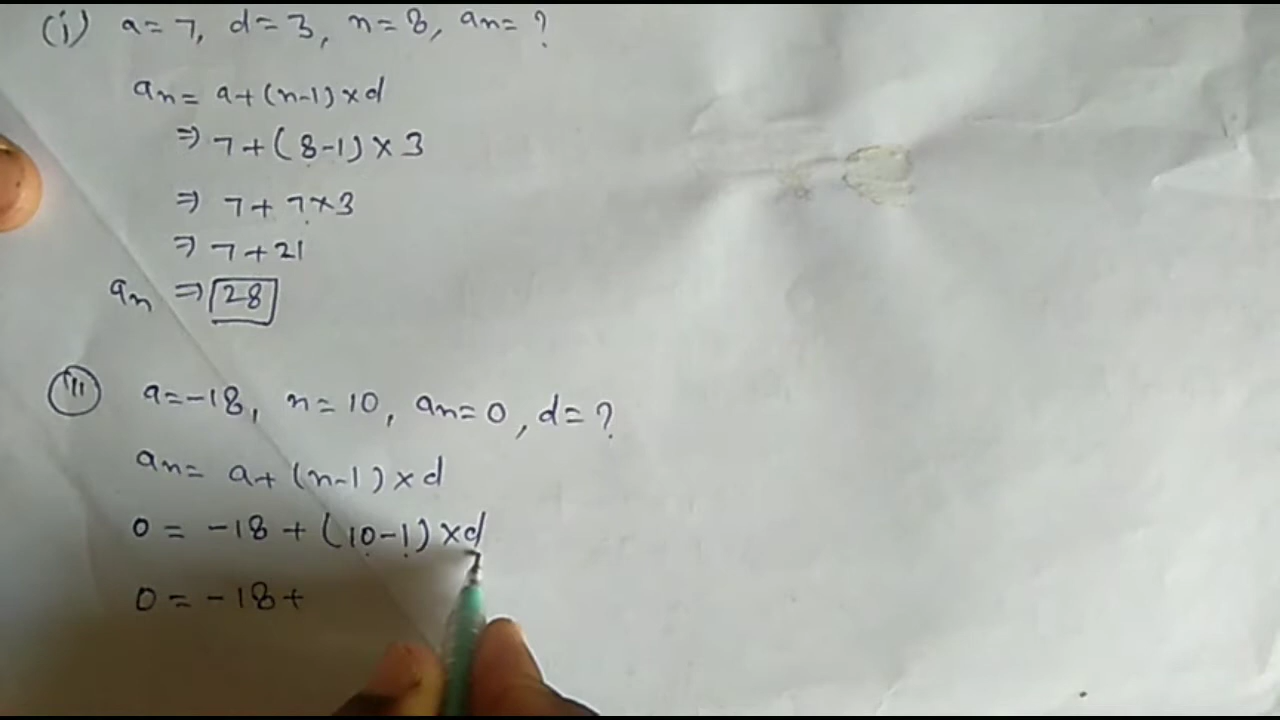 (i) a=7, d=3, n=8, an=?
an= a+(n-1)×d
⇒ 7+(8-1)×3
⇒ 7+7×3
⇒ 7+21
an ⇒ 28
(ii) a=-18, n=10, an=0, d=?
an= a+(n-1)×d
0 = -18+(10-1)×d
0 = -18+